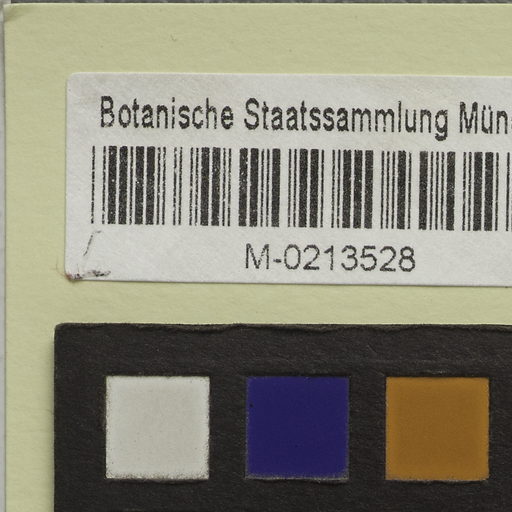 Botanische Staatssammlung Mün
M-0213528